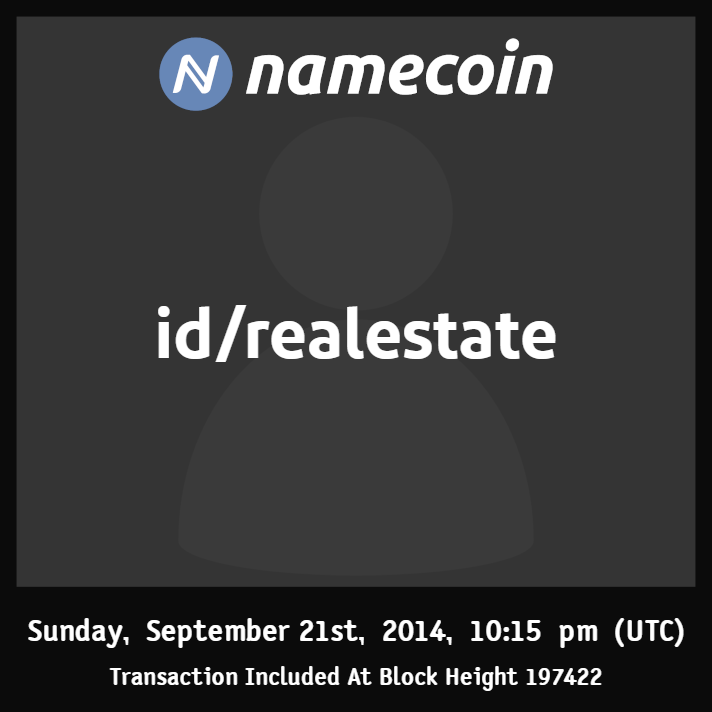 namecoin
id/realestate
Sunday, September 21st, 2014, 10:15 pm (UTC)
Transaction Included At Block Height 197422